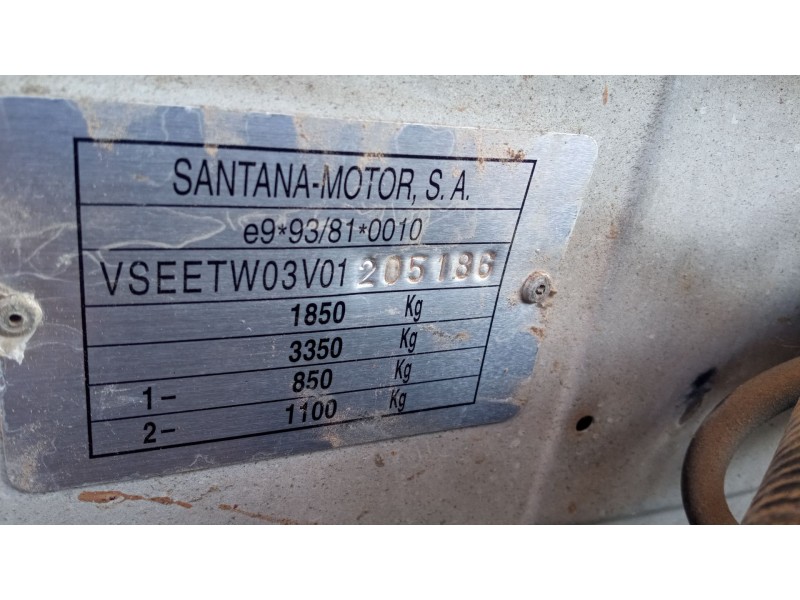 SANTANA-MOTOR, S. A.
e9*93/81*0010
VSEETW03V01205186
1850 Kg
3350 Kg
1- 850 Kg
2- 1100 Kg